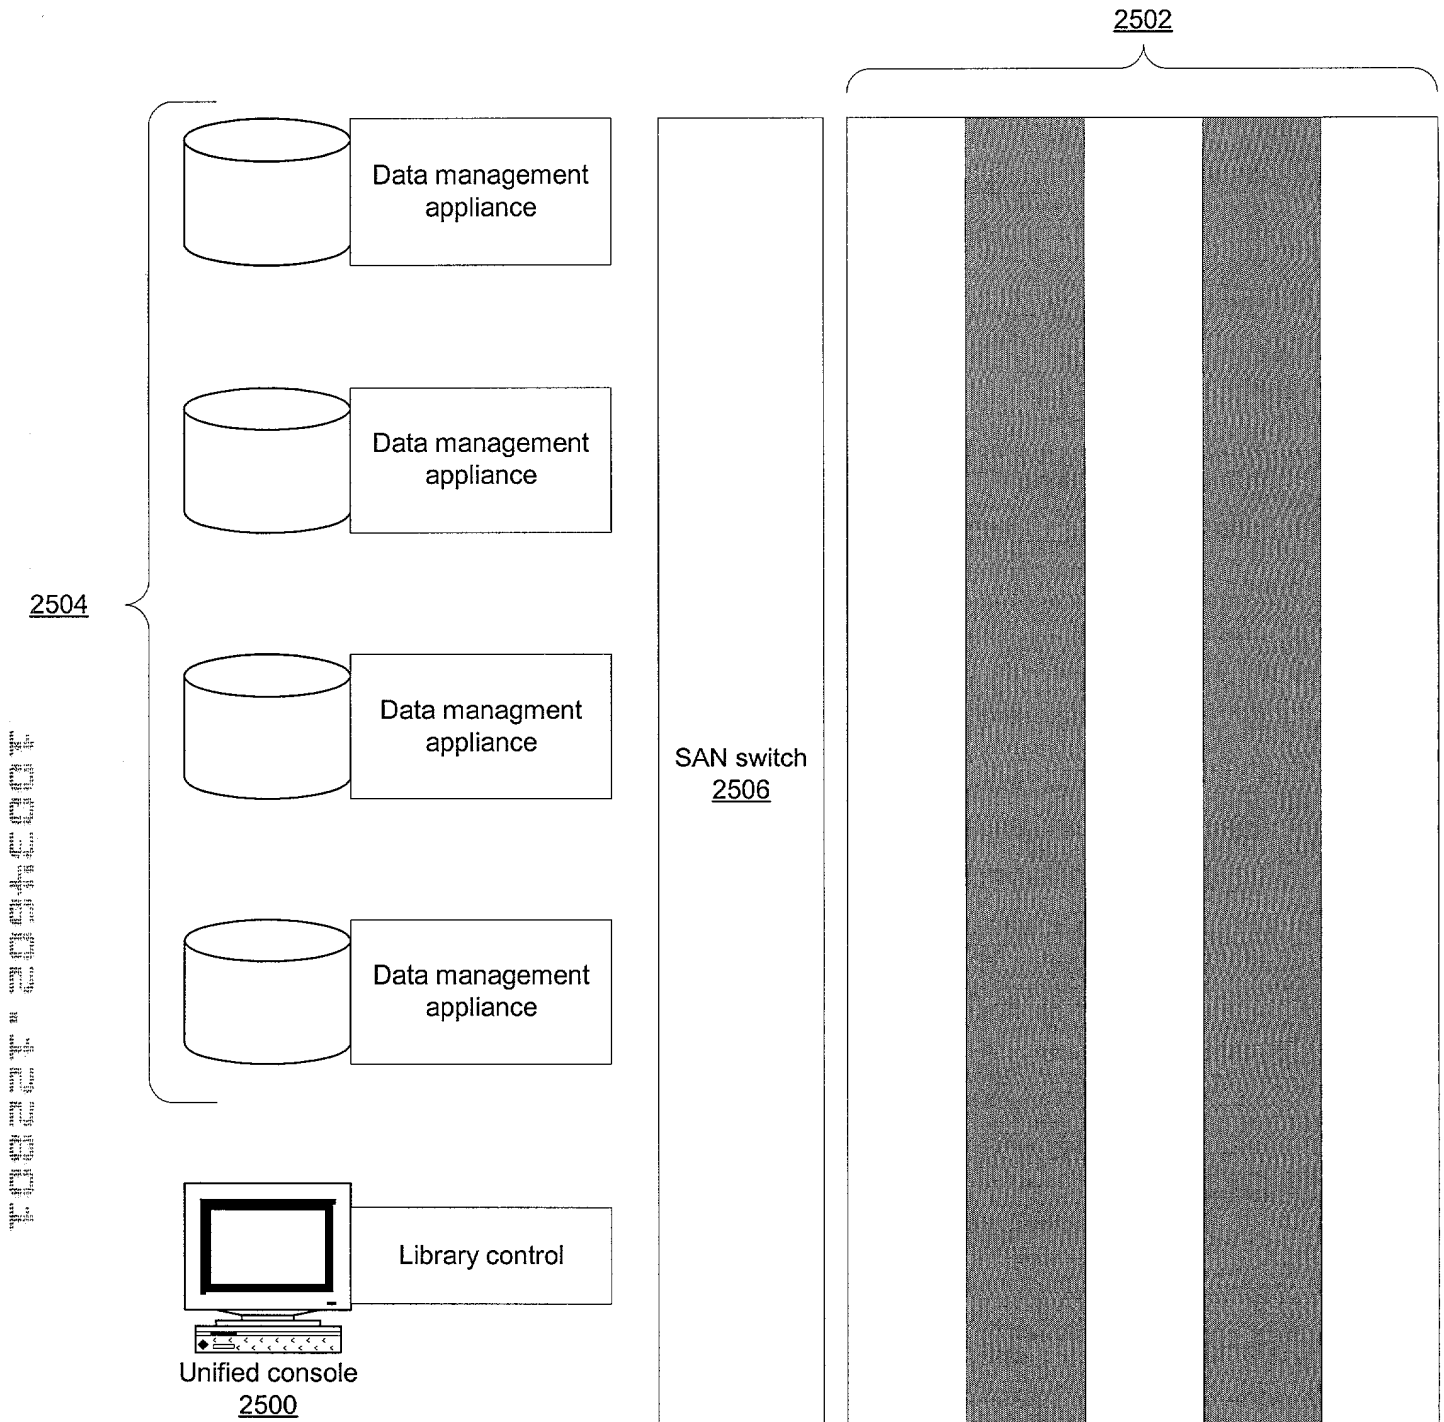 2502
Data management
appliance
Data management
appliance
2504
Data managment
appliance
SAN switch
2506
Data management
appliance
Library control
Unified console
2500